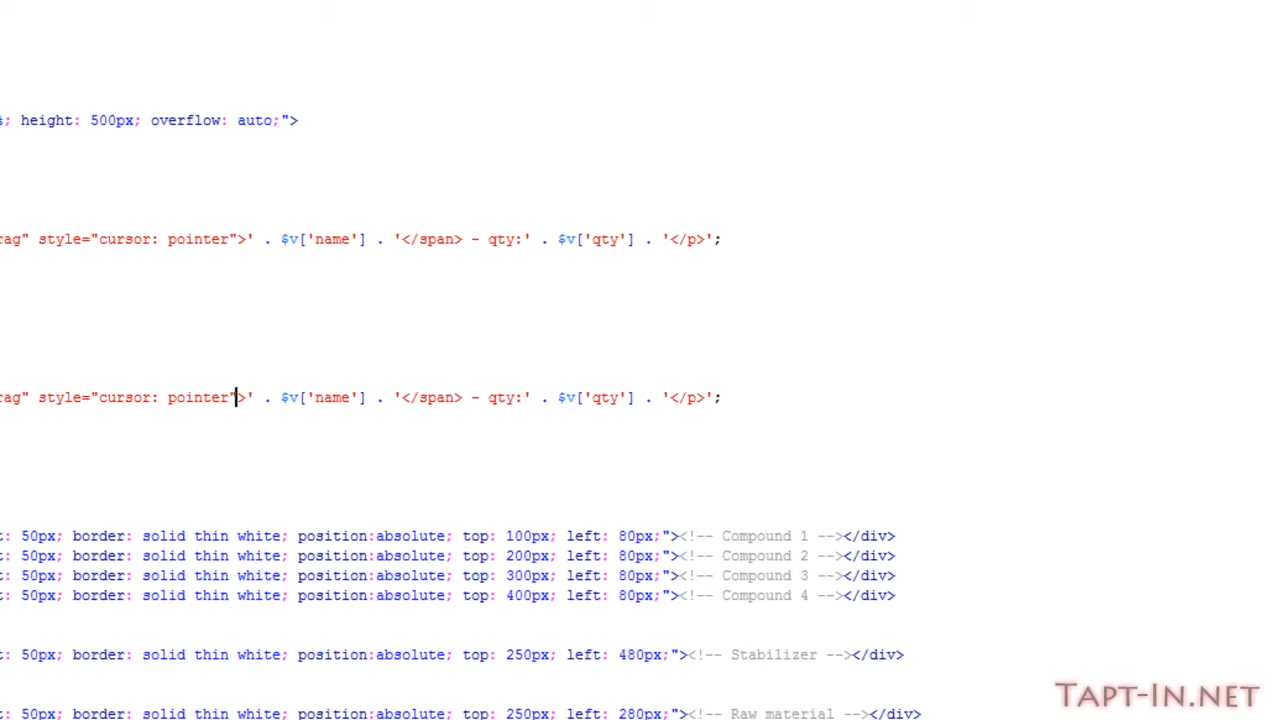 ; height: 500px; overflow: auto;">
rag" style="cursor: pointer">' . $v['name'] . '</span> - qty:' . $v['qty'] . '</p>';
rag" style="cursor: pointer">' . $v['name'] . '</span> - qty:' . $v['qty'] . '</p>';
t: 50px; border: solid thin white; position:absolute; top: 100px; left: 80px;"><!-- Compound 1 --></div>
t: 50px; border: solid thin white; position:absolute; top: 200px; left: 80px;"><!-- Compound 2 --></div>
t: 50px; border: solid thin white; position:absolute; top: 300px; left: 80px;"><!-- Compound 3 --></div>
t: 50px; border: solid thin white; position:absolute; top: 400px; left: 80px;"><!-- Compound 4 --></div>
t: 50px; border: solid thin white; position:absolute; top: 250px; left: 480px;"><!-- Stabilizer --></div>
t: 50px; border: solid thin white; position:absolute; top: 250px; left: 280px;"><!-- Raw material --></div>
Tapt-In.net